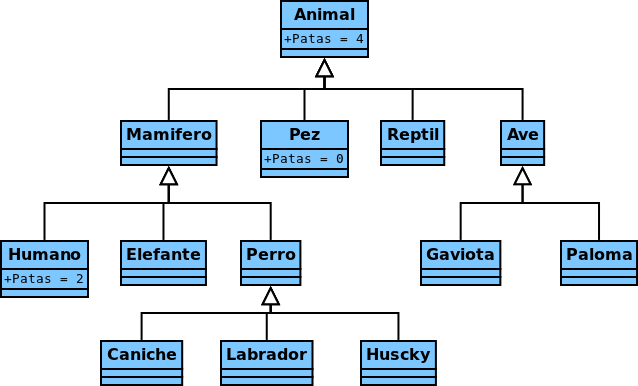 Animal
+Patas = 4
Mamifero
Pez
+Patas = 0
Reptil
Ave
Humano
+Patas = 2
Elefante
Perro
Gaviota
Paloma
Caniche
Labrador
Huscky